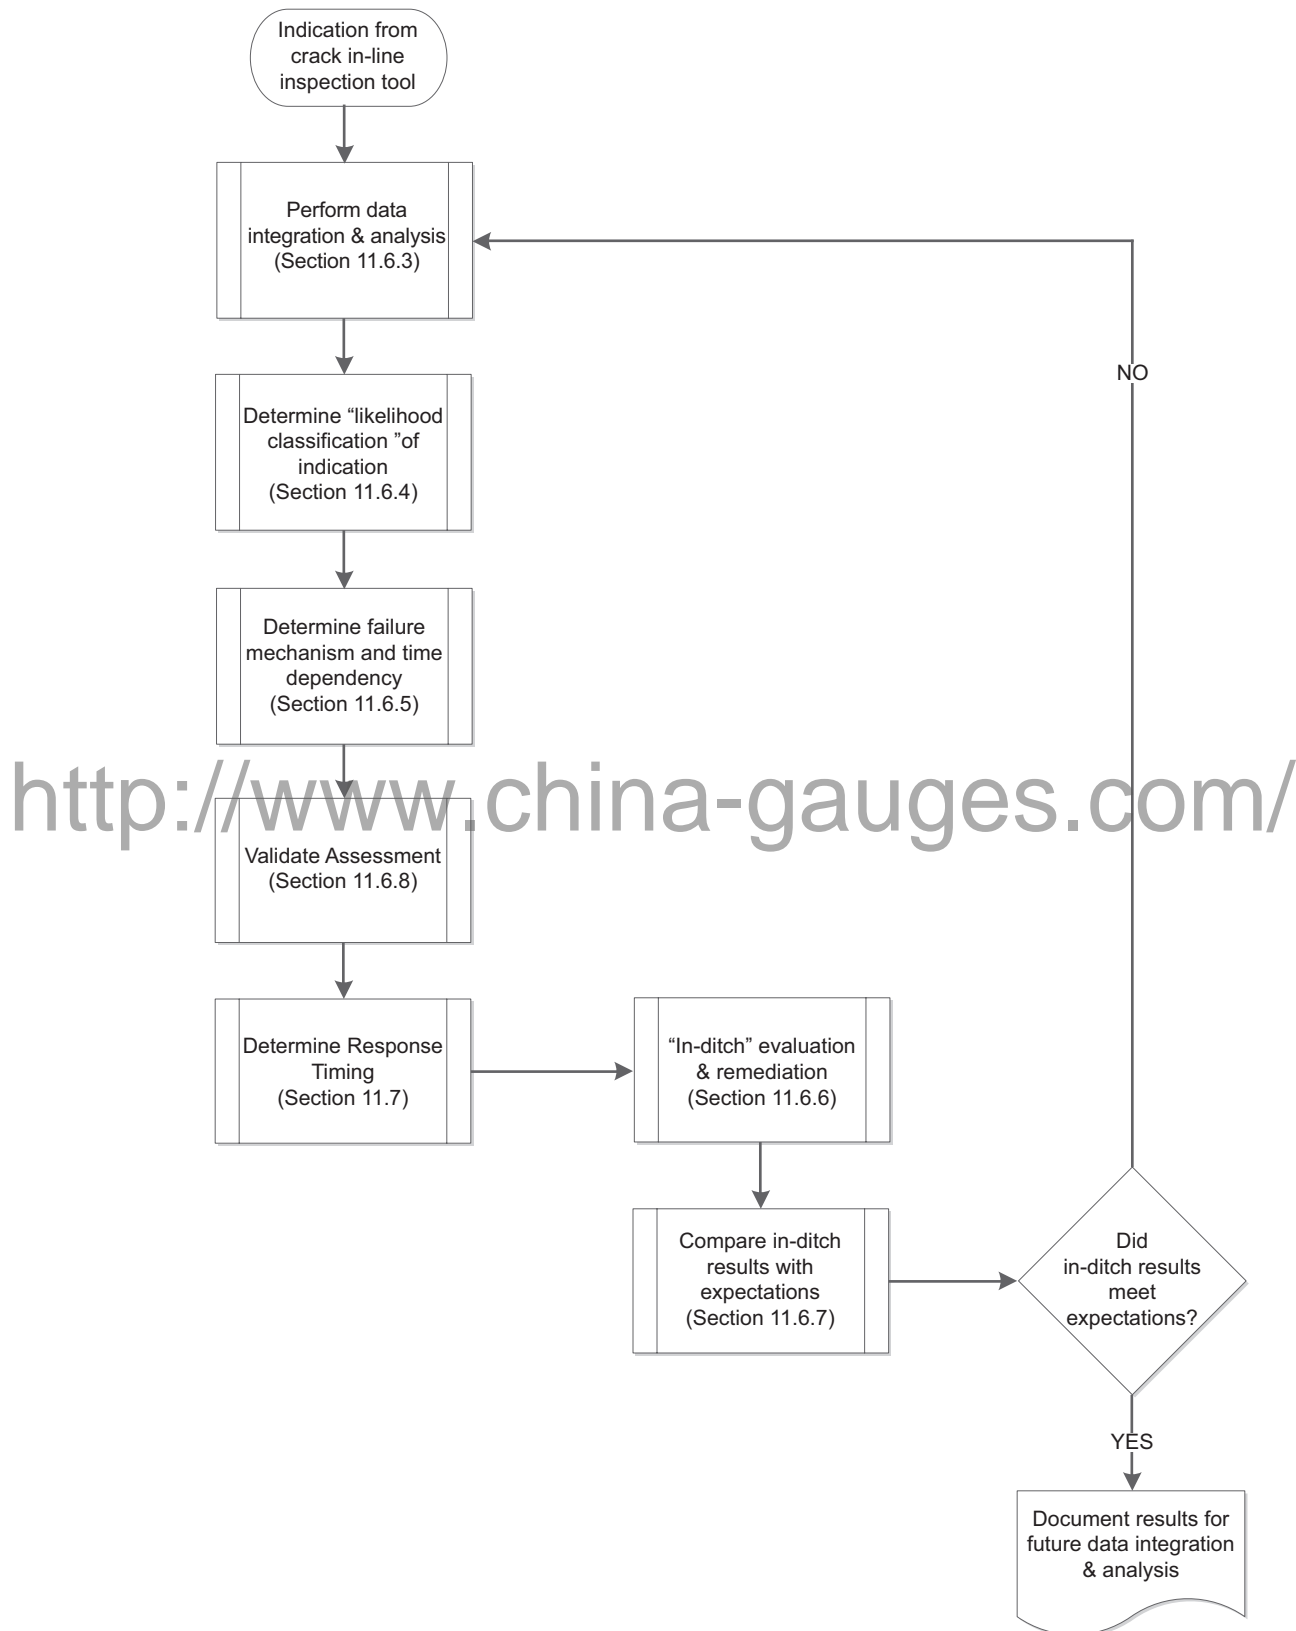 Indication from
crack in-line
inspection tool
Perform data
integration & analysis
(Section 11.6.3)
NO
Determine “likelihood
classification ”of
indication
(Section 11.6.4)
Determine failure
mechanism and time
dependency
(Section 11.6.5)
http://www.china-gauges.com/
Validate Assessment
(Section 11.6.8)
Determine Response
Timing
(Section 11.7)
“In-ditch” evaluation
& remediation
(Section 11.6.6)
Compare in-ditch
results with
expectations
(Section 11.6.7)
Did
in-ditch results
meet
expectations?
YES
Document results for
future data integration
& analysis